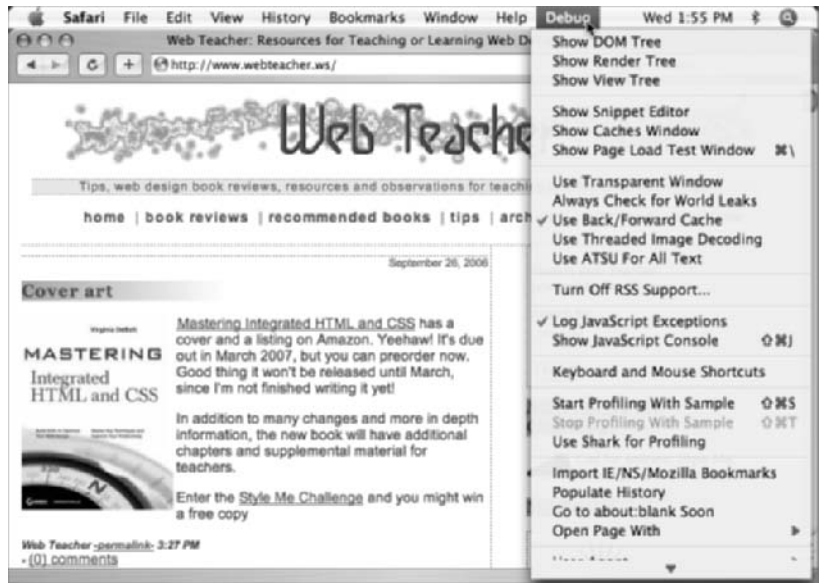 Safari File Edit View History Bookmarks Window Help Debug Wed 1:55 PM
Web Teacher: Resources for Teaching or Learning Web De
http://www.webteacher.ws/
Web Teache
Tips, web design book reviews, resources and observations for teachi
home | book reviews | recommended books | tips | arch
September 26, 2006
Cover art
Virginia DeBolt
MASTERING
Integrated
HTML and CSS
Mastering Integrated HTML and CSS has a
cover and a listing on Amazon. Yeehaw! It's due
out in March 2007, but you can preorder now.
Good thing it won't be released until March,
since I'm not finished writing it yet!
In addition to many changes and more in depth
information, the new book will have additional
chapters and supplemental material for
teachers.
Enter the Style Me Challenge and you might win
a free copy
Web Teacher -permalink- 3:27 PM
- (0) comments
Show DOM Tree
Show Render Tree
Show View Tree
Show Snippet Editor
Show Caches Window
Show Page Load Test Window ⌘\
Use Transparent Window
Always Check for World Leaks
✓ Use Back/Forward Cache
Use Threaded Image Decoding
Use ATSU For All Text
Turn Off RSS Support...
✓ Log JavaScript Exceptions
Show JavaScript Console ⇧⌘J
Keyboard and Mouse Shortcuts
Start Profiling With Sample ⇧⌘S
Stop Profiling With Sample ⇧⌘T
Use Shark for Profiling
Import IE/NS/Mozilla Bookmarks
Populate History
Go to about:blank Soon
Open Page With